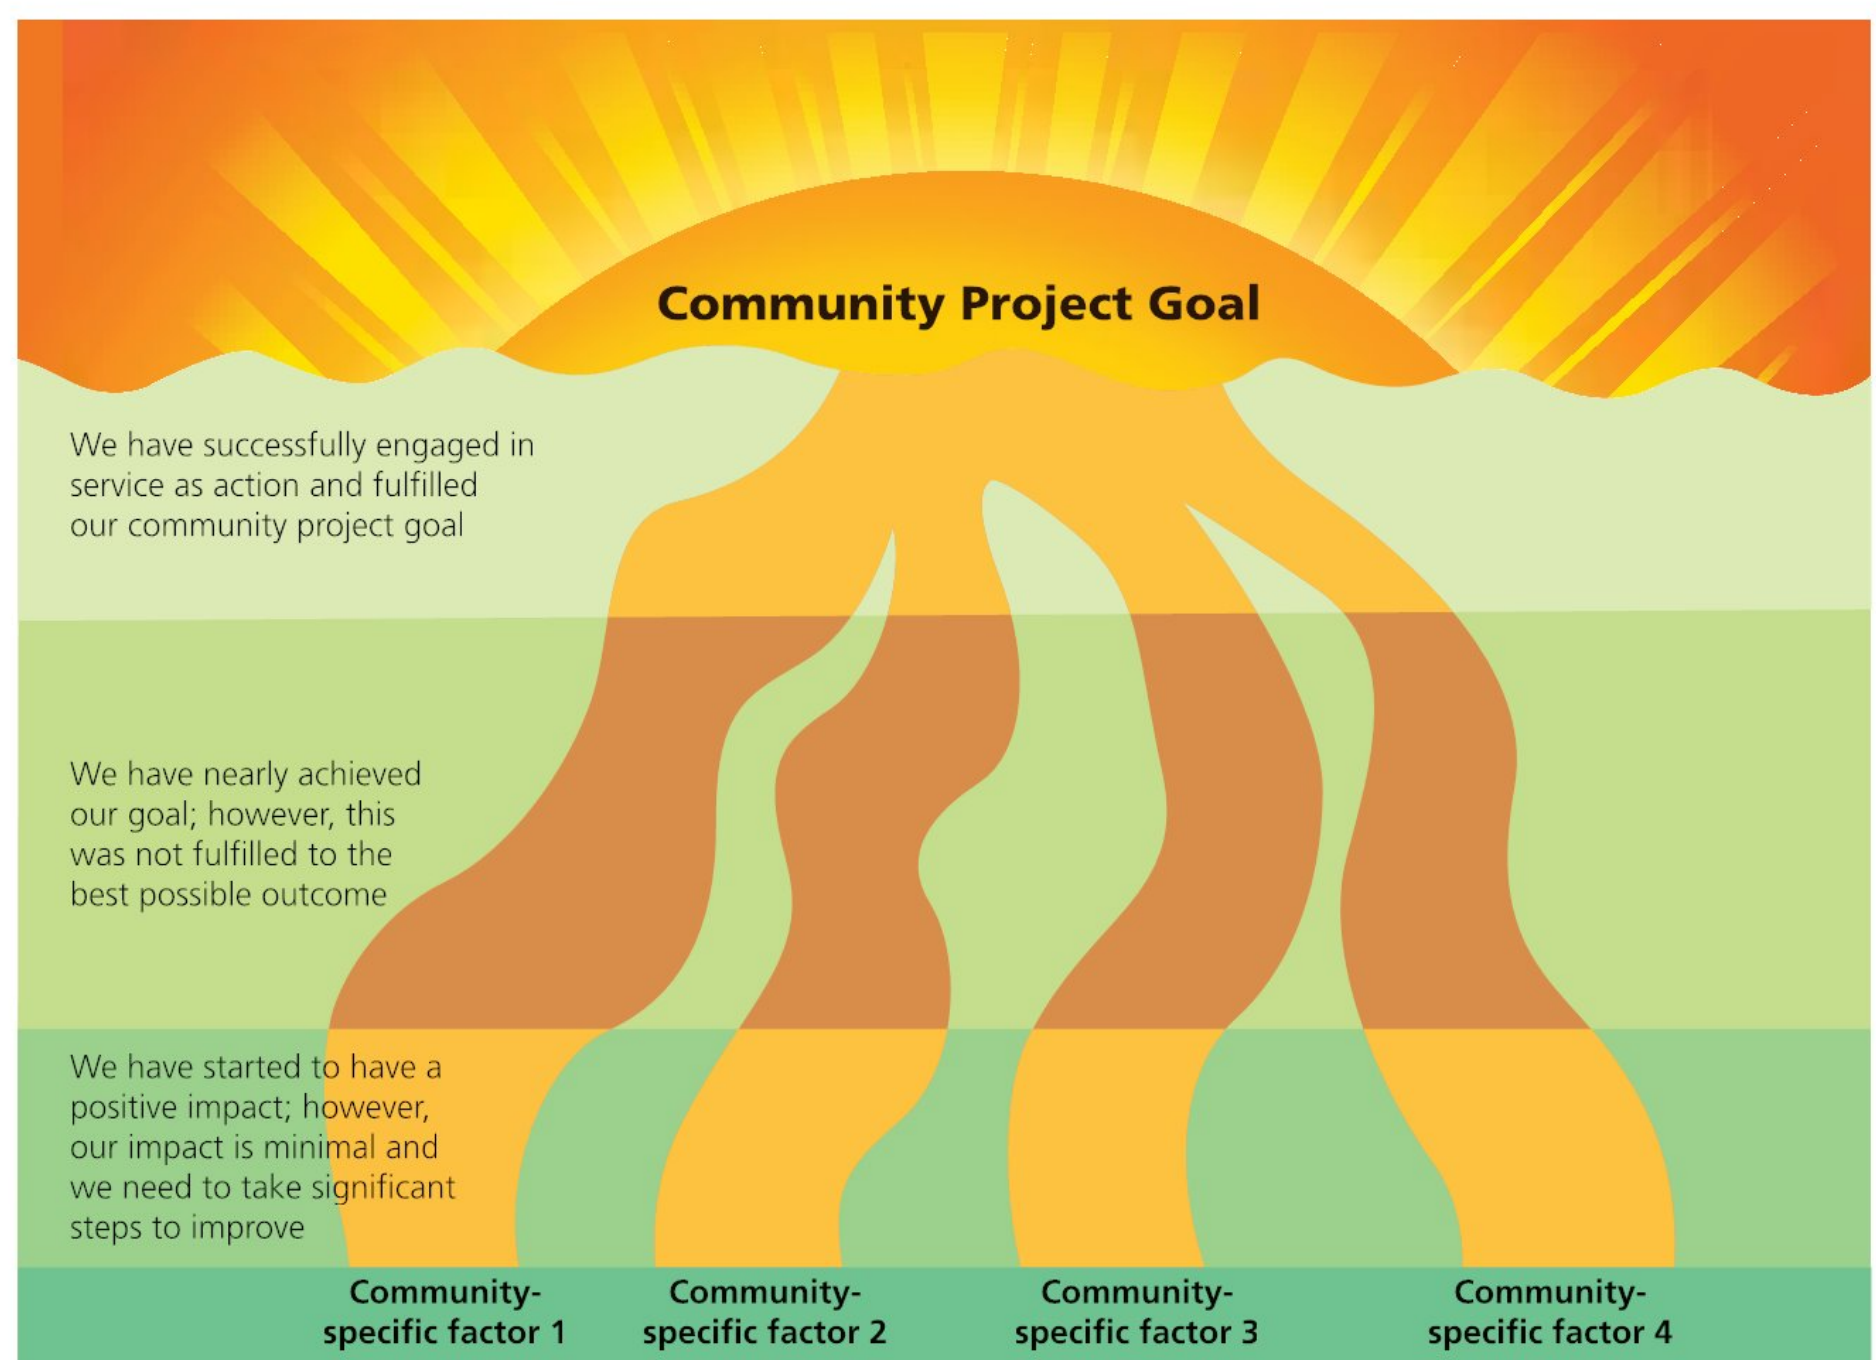 Community Project Goal
We have successfully engaged in
service as action and fulfilled
our community project goal
We have nearly achieved
our goal; however, this
was not fulfilled to the
best possible outcome
We have started to have a
positive impact; however,
our impact is minimal and
we need to take significant
steps to improve
Community-
specific factor 1
Community-
specific factor 2
Community-
specific factor 3
Community-
specific factor 4